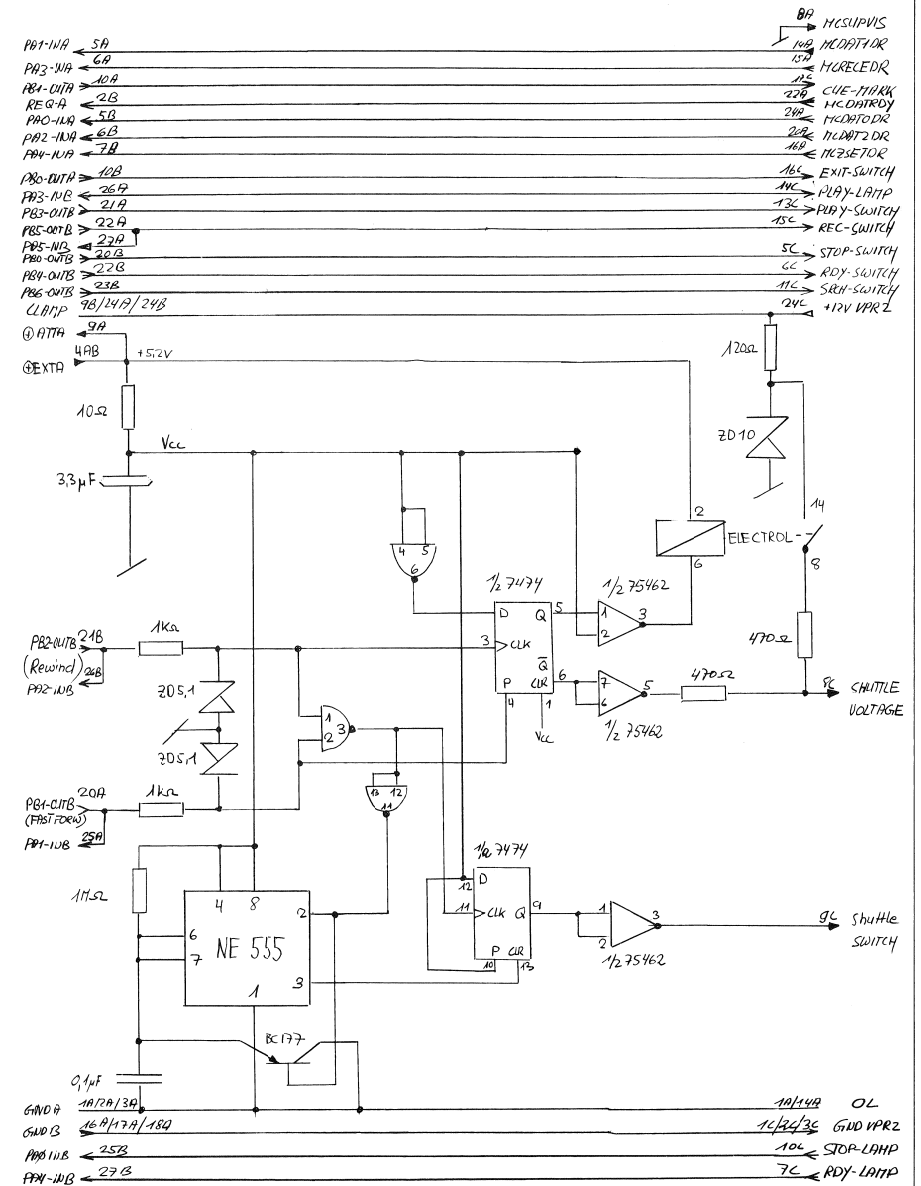 8A MCSLIPVIS
PA1-INA 5A 14A MCDAT1DR
PA3-INA 6A 15A MCRELEDR
PB1-OUTA 10A CUE-MARK
REQ-A 2B 22A MCDATRDY
PA0-INA 5B 24A MCDAT0DR
PA2-INA 6B MCDAT2DR
PA4-INA 7B 16A
PB0-OUTA 10B 16C EXIT-SWITCH
PA3-INB 26A 14C PLAY-LAMP
PB3-OUTB 21A 13C PLAY-SWITCH
PB5-OUTB 22A 15C REC-SWITCH
PA5-INB 27A
PB0-OUTB 20B 5C STOP-SWITCH
PB4-OUTB 22B 6C RDY-SWITCH
PB6-OUTB 23B 11C SRCH-SWITCH
CLAMP 9B/24A/24B 24C +12V VPR2
⊕ATTA 9A
⊕EXTA 4AB +5,2V
120Ω
10Ω
Vcc
ZD10
3,3µF
14
2
ELECTROL
4 5
6
6
8
1/2 7474
1/2 75462
D Q 5 1 3
2
PB2-OUTB 21B 1kΩ 3 CLK
470Ω
(Rewind) 26B
PA2-INB
Q 6 7 5 470Ω 8C SHUTTLE
P CLR 6
VOLTAGE
4 1
Vcc
1/2 75462
ZD5,1
1 3
2
ZD5,1
PB1-OUTB 20A 1kΩ
(FAST FORW)
13 12
11
PA1-INB 25A
1/2 7474
1MΩ
4 8 2
12 D
11 CLK Q 9 1 3 9C Shuttle
2 SWITCH
6 NE 555
7
P CLR
10 13
1/2 75462
3
1
BC177
0,1µF
GNDA 1A/2A/3A 1A/14A OL
GNDB 16A/17A/18A 1C/2C/3C GND VPR2
PA0 INB 25B 10C STOP-LAMP
PA4-INB 27B 7C RDY-LAMP